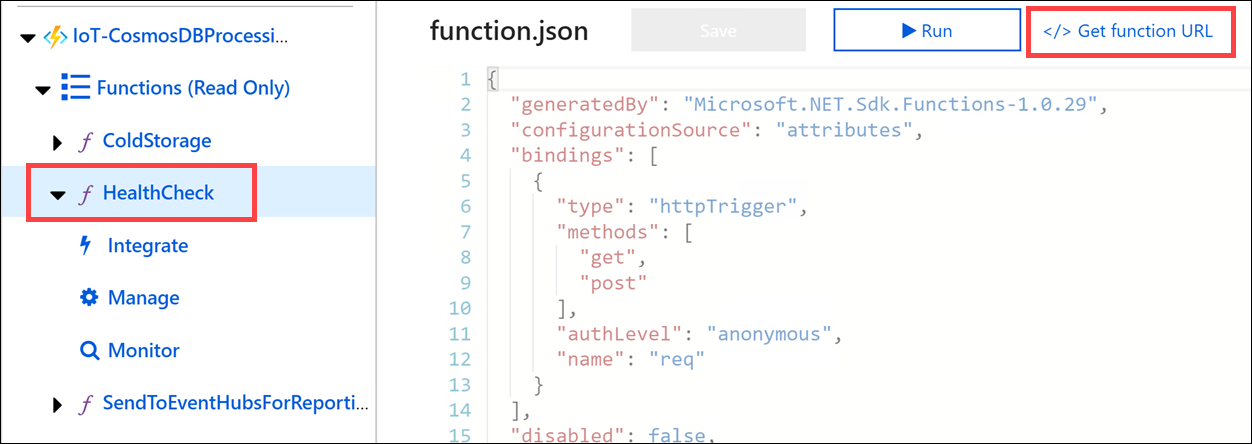 IoT-CosmosDBProcessi...
Functions (Read Only)
f ColdStorage
f HealthCheck
Integrate
Manage
Monitor
f SendToEventHubsForReporti...
function.json
Save
Run
</> Get function URL
1 {
2 "generatedBy": "Microsoft.NET.Sdk.Functions-1.0.29",
3 "configurationSource": "attributes",
4 "bindings": [
5 {
6 "type": "httpTrigger",
7 "methods": [
8 "get",
9 "post"
10 ],
11 "authLevel": "anonymous",
12 "name": "req"
13 }
14 ],
15 "disabled": false,